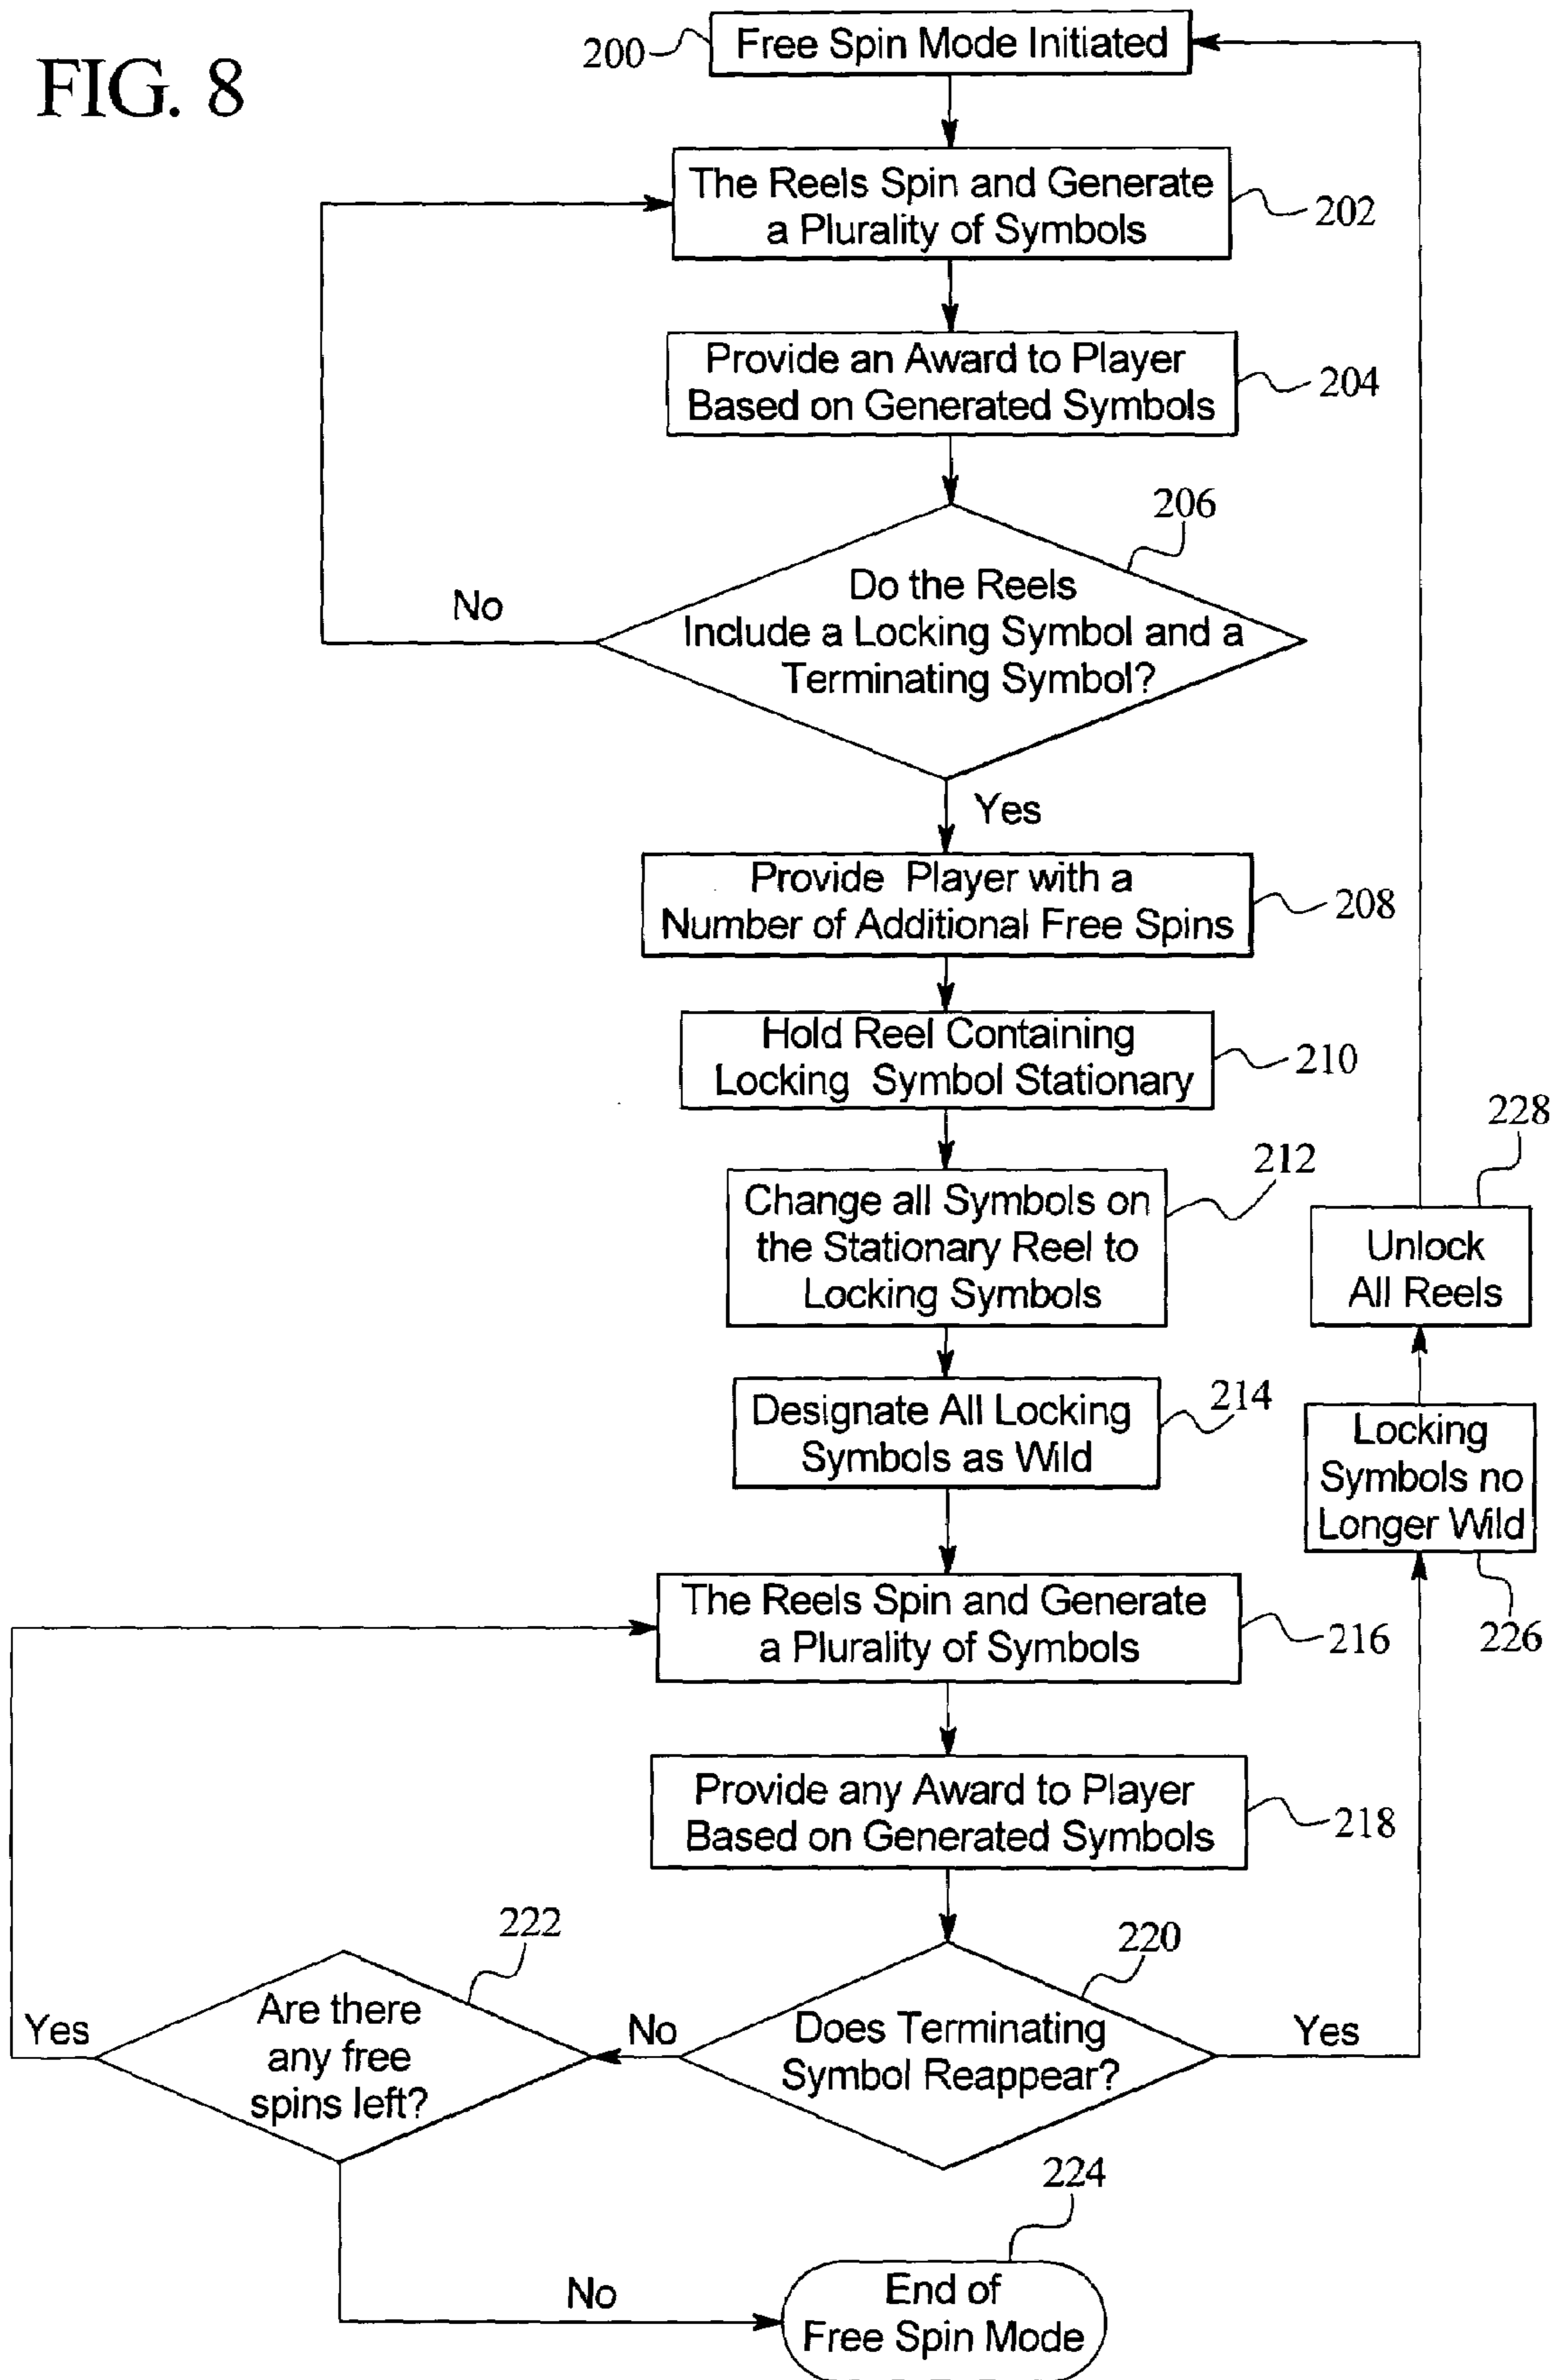 FIG. 8
200
Free Spin Mode Initiated
The Reels Spin and Generate
a Plurality of Symbols
202
Provide an Award to Player
Based on Generated Symbols
204
206
Do the Reels
Include a Locking Symbol and a
Terminating Symbol?
No
Yes
Provide Player with a
Number of Additional Free Spins
208
Hold Reel Containing
Locking Symbol Stationary
210
212
Change all Symbols on
the Stationary Reel to
Locking Symbols
228
Unlock
All Reels
214
Designate All Locking
Symbols as Wild
Locking
Symbols no
Longer Wild
226
The Reels Spin and Generate
a Plurality of Symbols
216
Provide any Award to Player
Based on Generated Symbols
218
222
220
Are there
any free
spins left?
Yes
No
Does Terminating
Symbol Reappear?
Yes
224
No
End of
Free Spin Mode